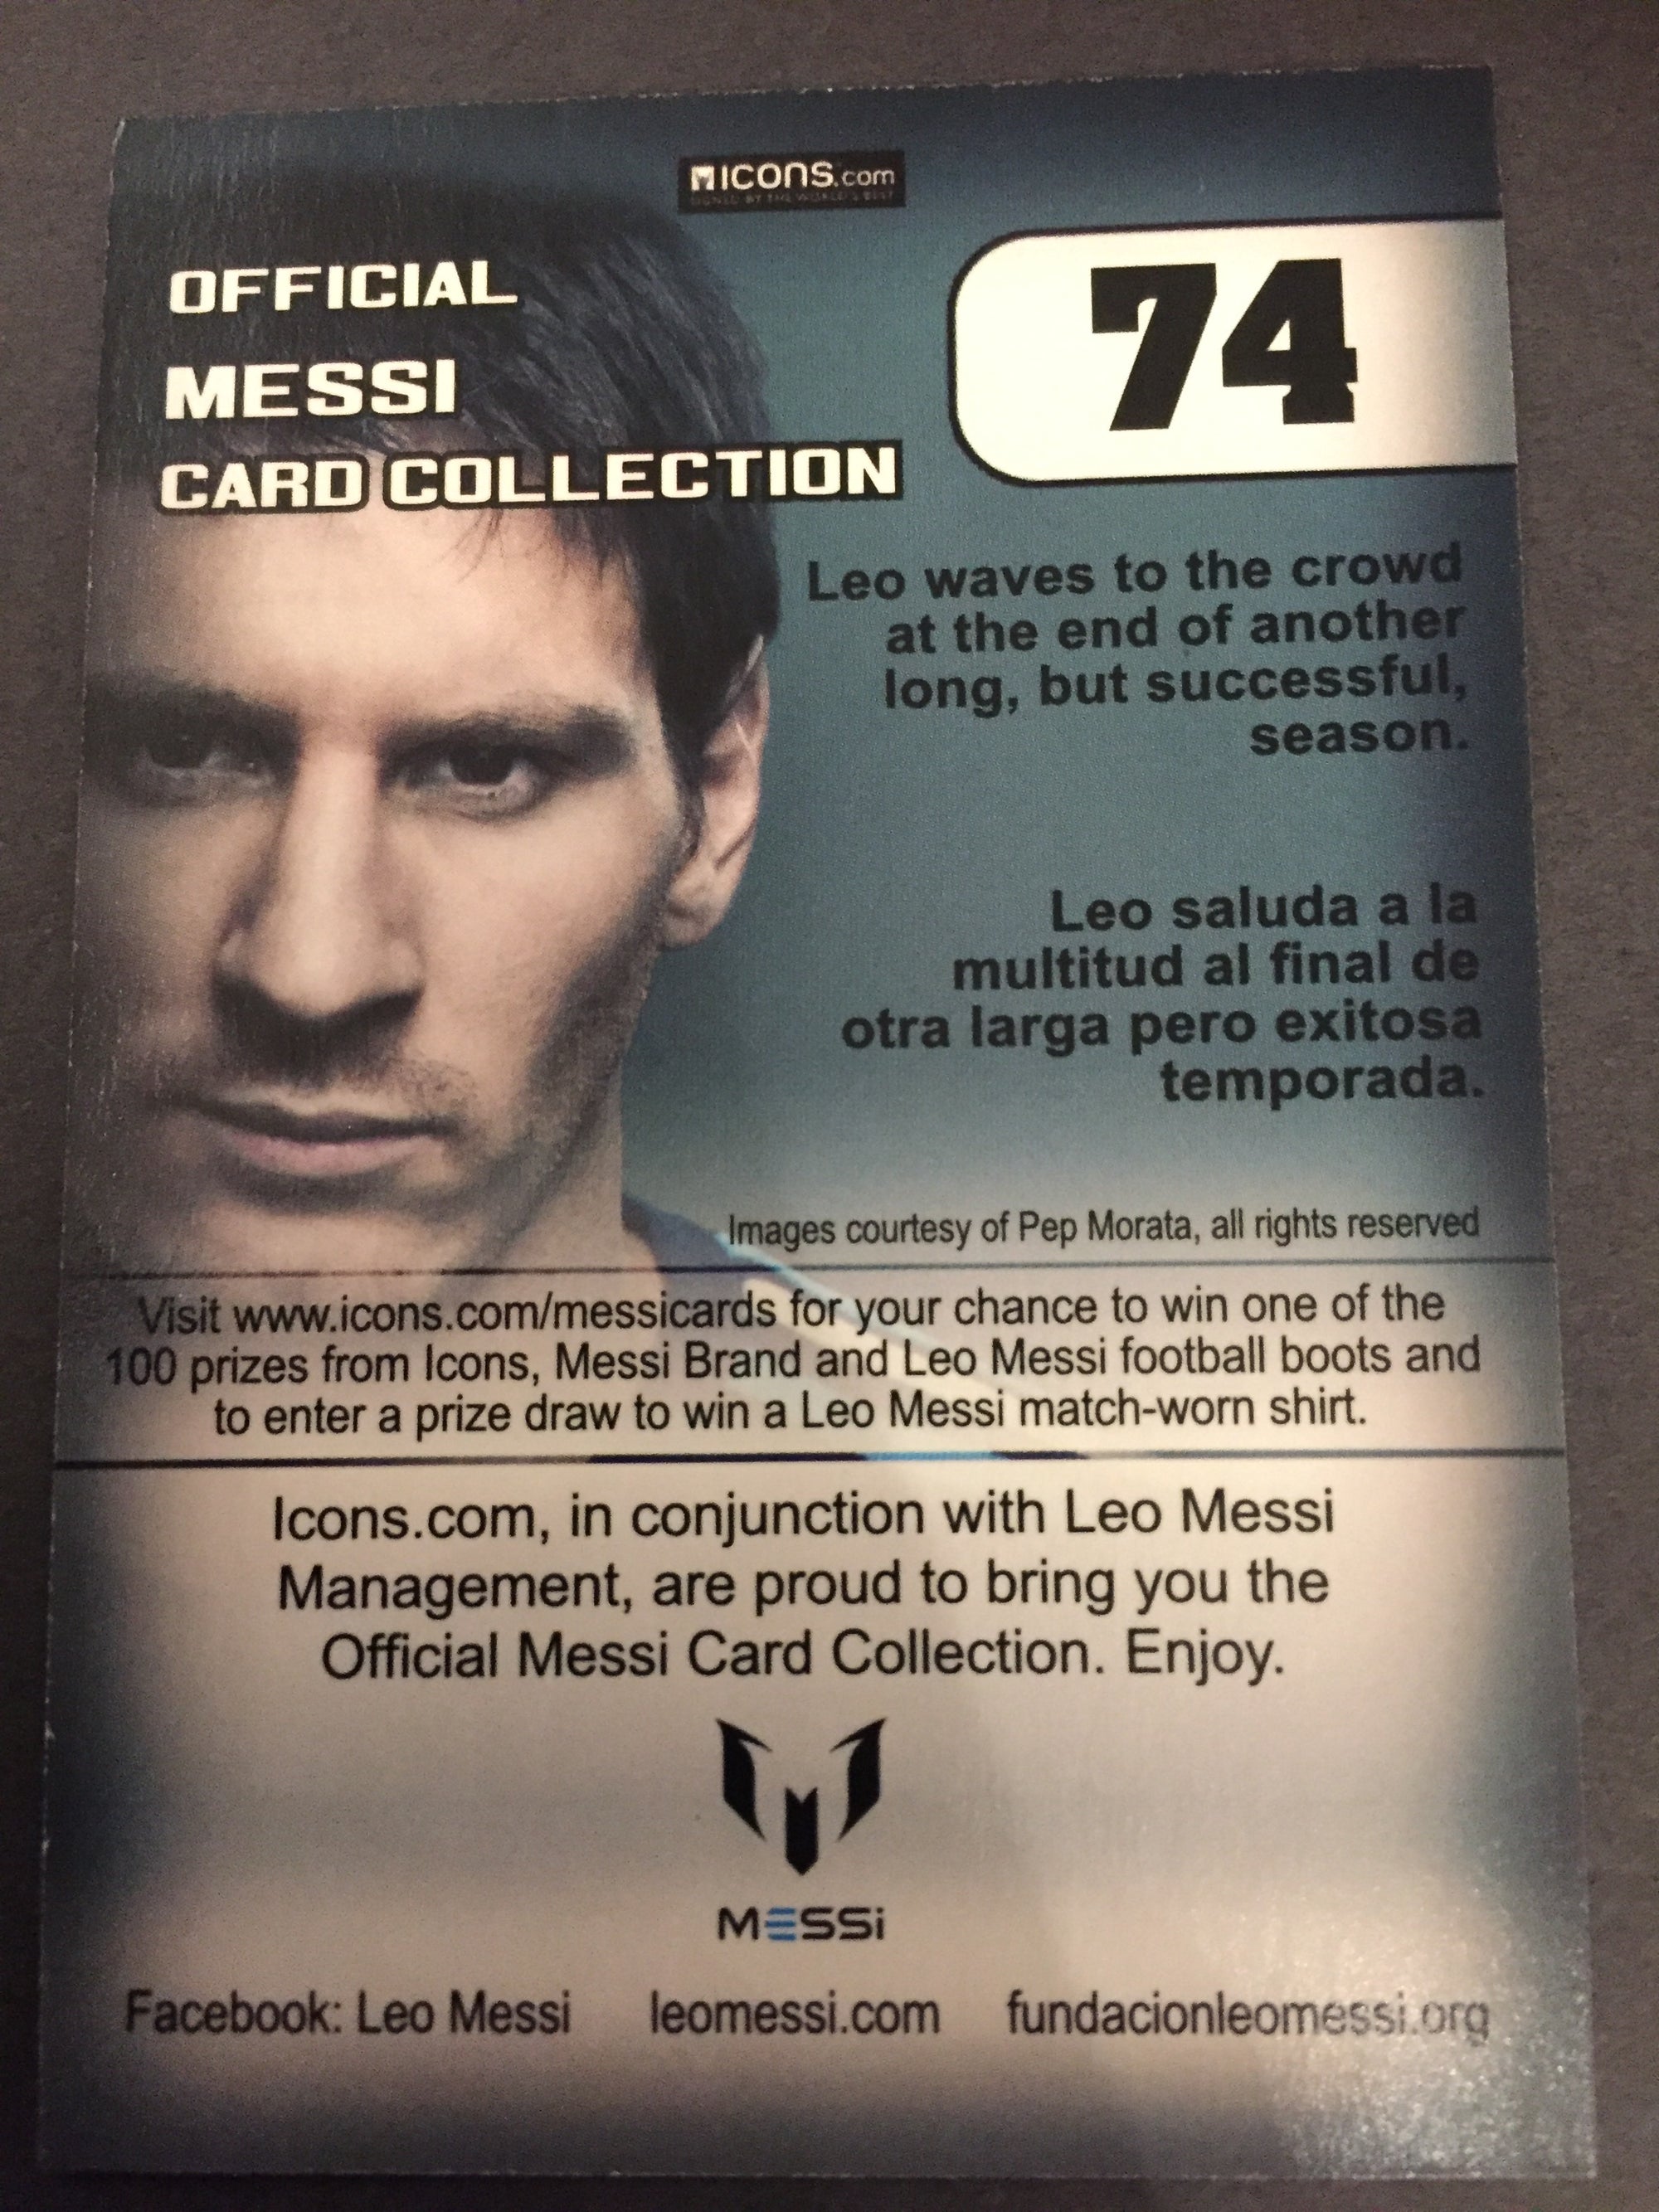 ICONS.com
SIGNED BY THE WORLD'S BEST
OFFICIAL
MESSI
CARD COLLECTION
74
Leo waves to the crowd
at the end of another
long, but successful,
season.
Leo saluda a la
multitud al final de
otra larga pero exitosa
temporada.
Images courtesy of Pep Morata, all rights reserved
Visit www.icons.com/messicards for your chance to win one of the
100 prizes from Icons, Messi Brand and Leo Messi football boots and
to enter a prize draw to win a Leo Messi match-worn shirt.
Icons.com, in conjunction with Leo Messi
Management, are proud to bring you the
Official Messi Card Collection. Enjoy.
MESSi
Facebook: Leo Messi leomessi.com fundacionleomessi.org